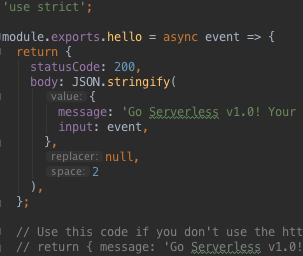 'use strict';
module.exports.hello = async event => {
return {
statusCode: 200,
body: JSON.stringify(
value: {
message: 'Go Serverless v1.0! Your
input: event,
},
replacer: null,
space: 2
),
};
// Use this code if you don't use the htt
// return { message: 'Go Serverless v1.0!